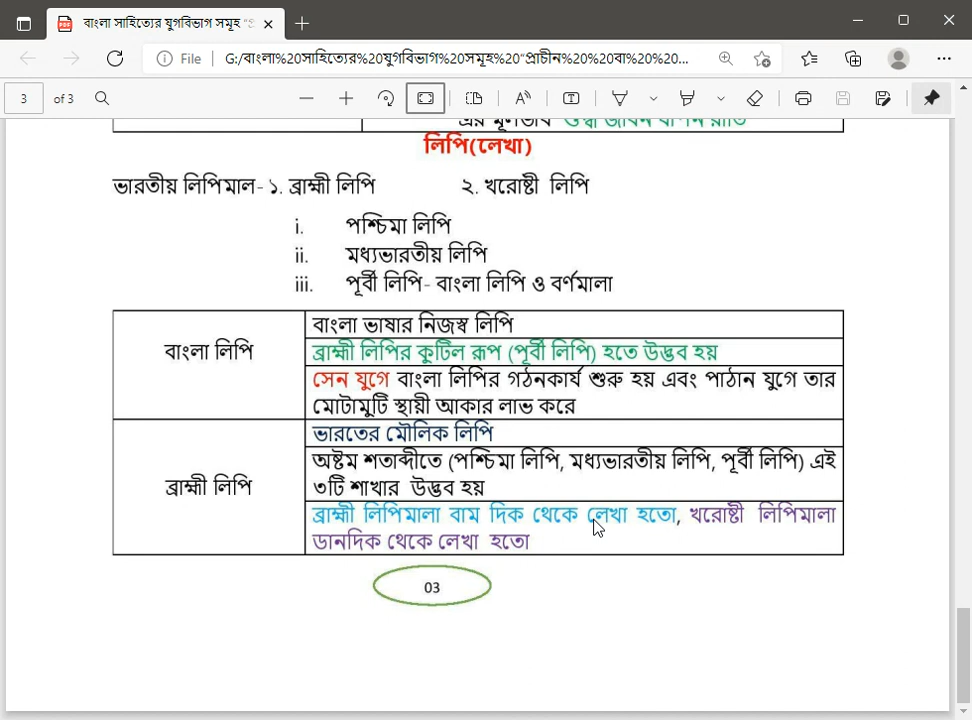 বাংলা সাহিত্যের যুগবিভাগ সমূহ "প্র
File G:/বাংলা%20সাহিত্যের%20যুগবিভাগ%20সমূহ%20"প্রাচীন%20%20বা%20%20...
3 of 3
লিপি(লেখা)
ভারতীয় লিপিমাল- ১. ব্রাহ্মী লিপি ২. খরোষ্টী লিপি
i. পশ্চিমা লিপি
ii. মধ্যভারতীয় লিপি
iii. পূর্বী লিপি- বাংলা লিপি ও বর্ণমালা
বাংলা লিপি
বাংলা ভাষার নিজস্ব লিপি
ব্রাহ্মী লিপির কুটিল রূপ (পূর্বী লিপি) হতে উদ্ভব হয়
সেন যুগে বাংলা লিপির গঠনকার্য শুরু হয় এবং পাঠান যুগে তার
মোটামুটি স্থায়ী আকার লাভ করে
ব্রাহ্মী লিপি
ভারতের মৌলিক লিপি
অষ্টম শতাব্দীতে (পশ্চিমা লিপি, মধ্যভারতীয় লিপি, পূর্বী লিপি) এই
৩টি শাখার উদ্ভব হয়
ব্রাহ্মী লিপিমালা বাম দিক থেকে লেখা হতো, খরোষ্টী লিপিমালা
ডানদিক থেকে লেখা হতো
03